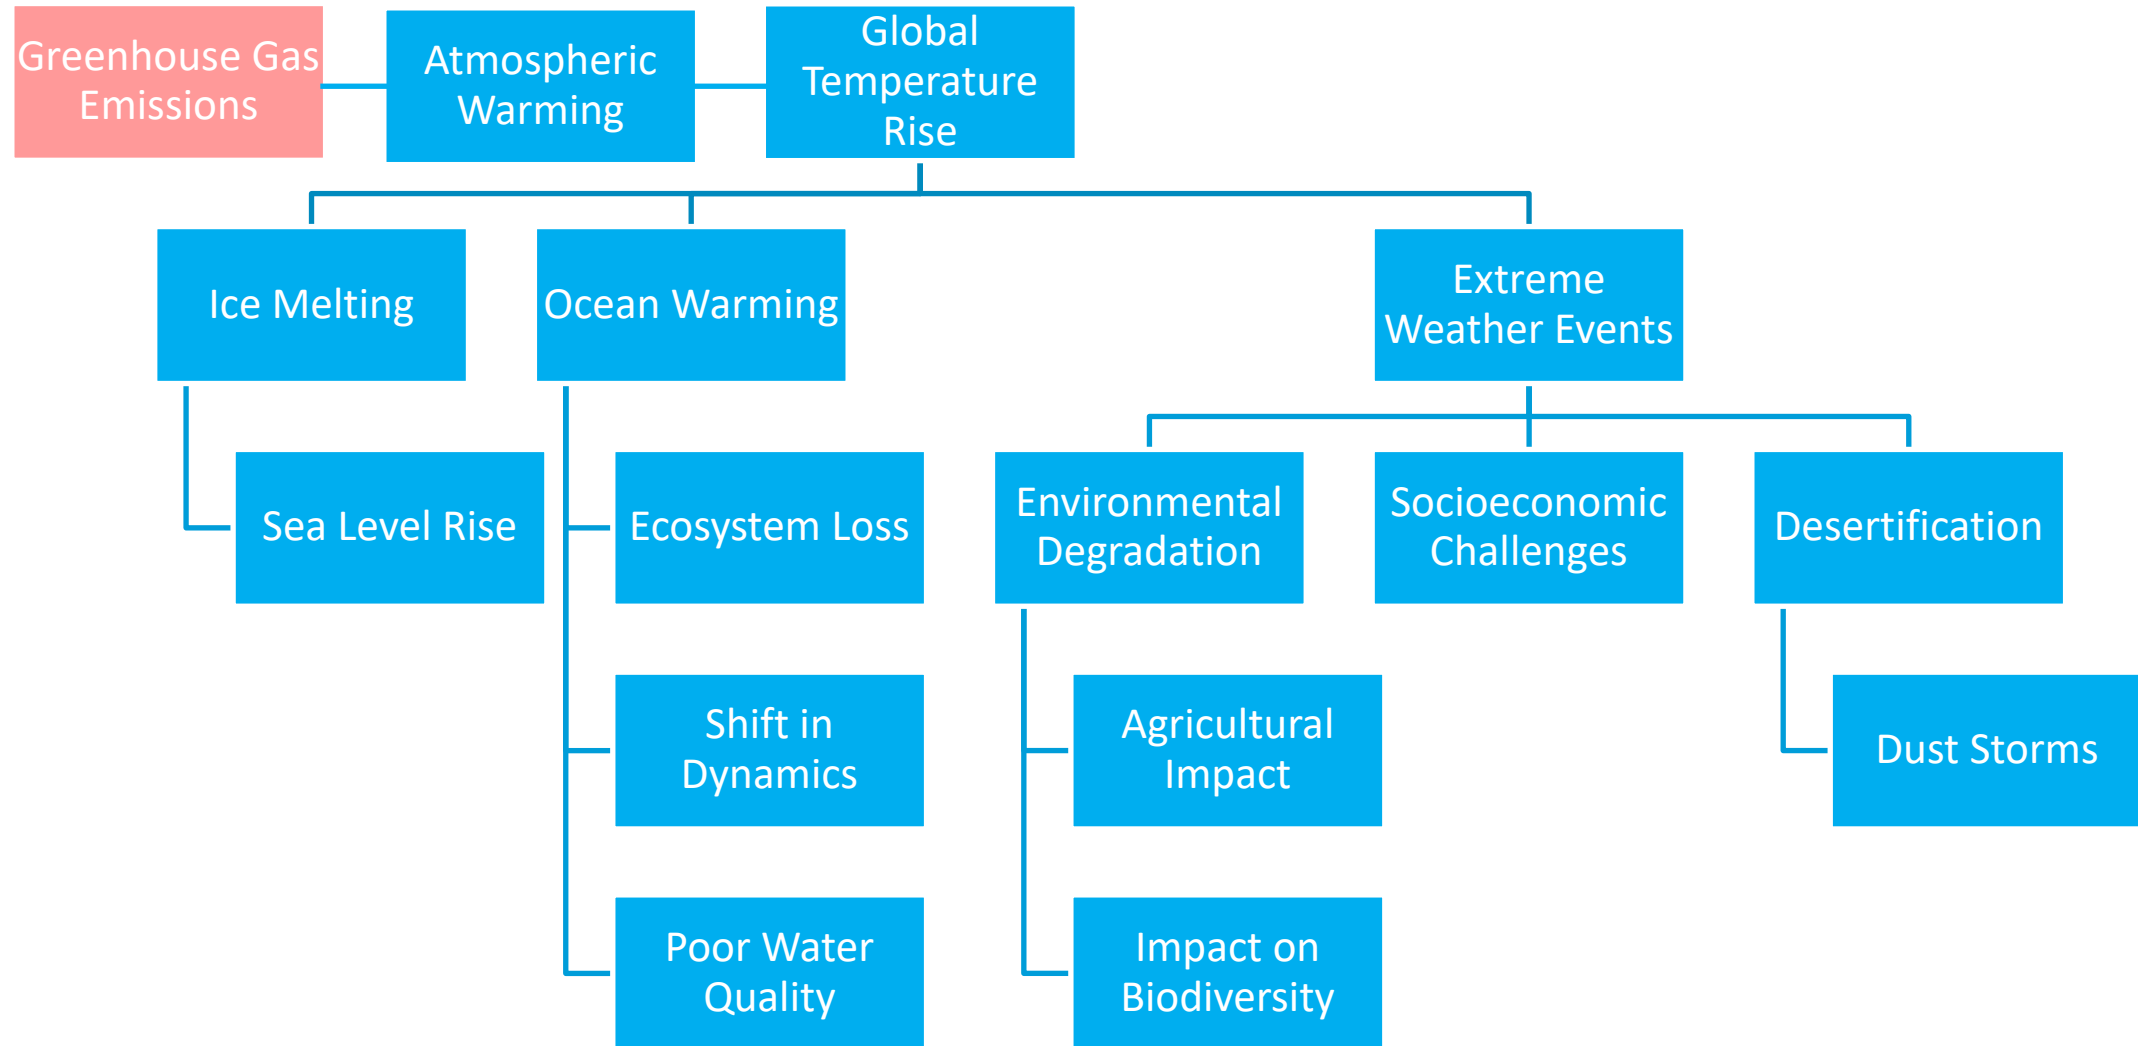 Greenhouse Gas
Emissions
Atmospheric
Warming
Global
Temperature
Rise
Ice Melting
Ocean Warming
Extreme
Weather Events
Sea Level Rise
Ecosystem Loss
Environmental
Degradation
Socioeconomic
Challenges
Desertification
Shift in
Dynamics
Agricultural
Impact
Dust Storms
Poor Water
Quality
Impact on
Biodiversity